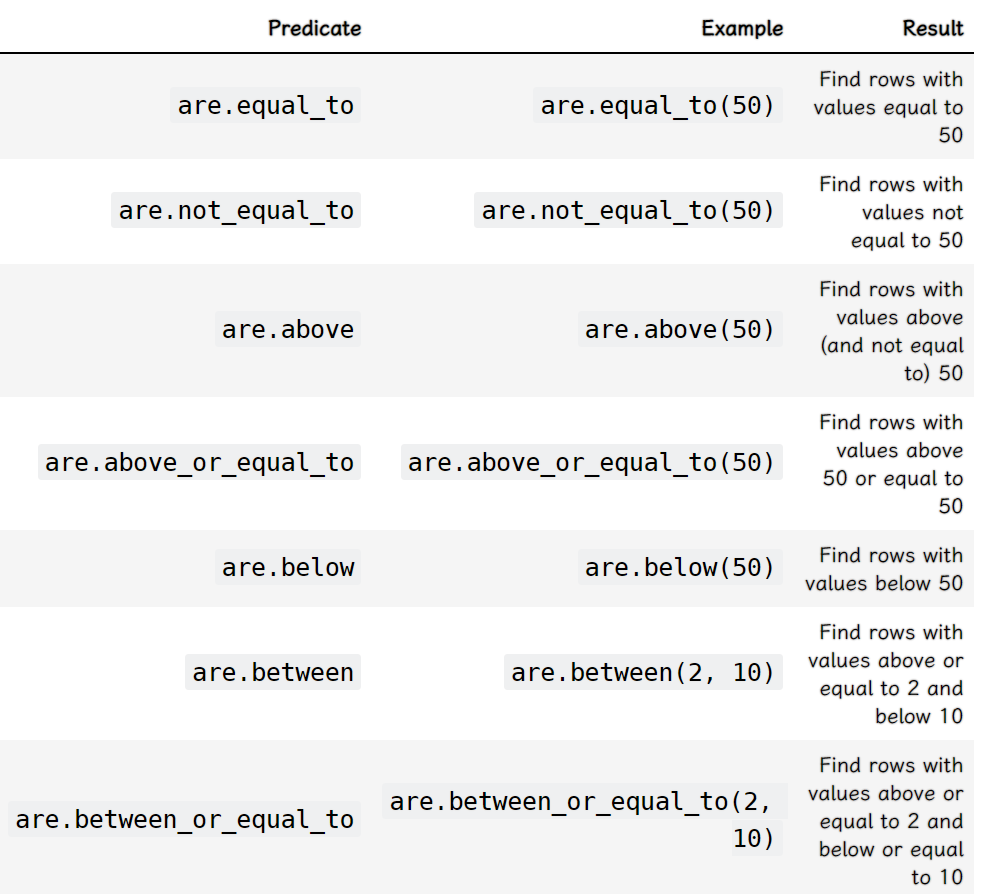 Predicate Example Result
are.equal_to are.equal_to(50) Find rows with
values equal to
50
are.not_equal_to are.not_equal_to(50) Find rows with
values not
equal to 50
are.above are.above(50) Find rows with
values above
(and not equal
to) 50
are.above_or_equal_to are.above_or_equal_to(50) Find rows with
values above
50 or equal to
50
are.below are.below(50) Find rows with
values below 50
are.between are.between(2, 10) Find rows with
values above or
equal to 2 and
below 10
are.between_or_equal_to are.between_or_equal_to(2,
10) Find rows with
values above or
equal to 2 and
below or equal
to 10